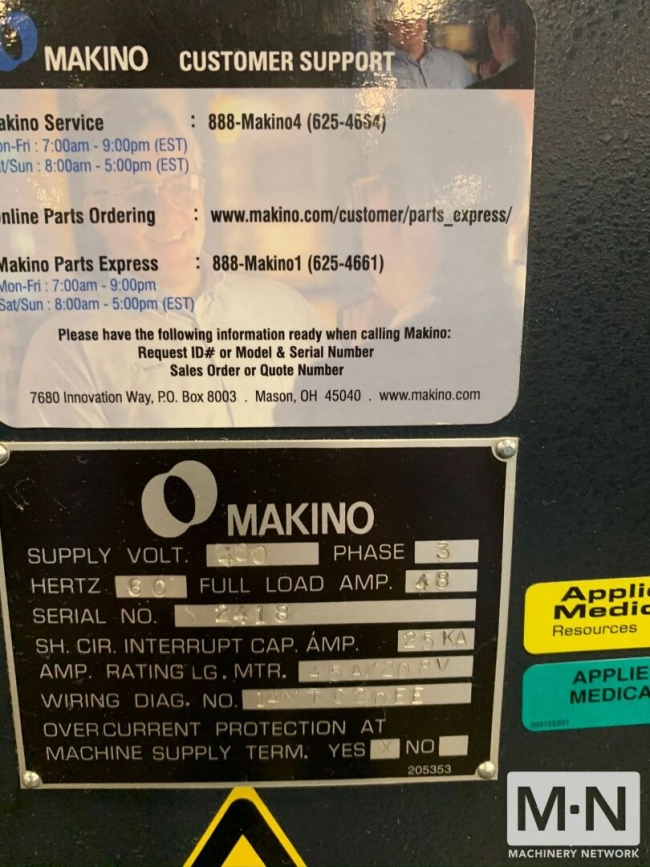 MAKINO CUSTOMER SUPPORT
akino Service : 888-Makino4 (625-4664)
on-Fri : 7:00am - 9:00pm (EST)
at/Sun : 8:00am - 5:00pm (EST)
nline Parts Ordering : www.makino.com/customer/parts_express/
Makino Parts Express : 888-Makino1 (625-4661)
Mon-Fri : 7:00am - 9:00pm
Sat/Sun : 8:00am - 5:00pm (EST)
Please have the following information ready when calling Makino:
Request ID# or Model & Serial Number
Sales Order or Quote Number
7680 Innovation Way, P.O. Box 8003 . Mason, OH 45040 . www.makino.com
MAKINO
SUPPLY VOLT. PHASE 3
HERTZ 60 FULL LOAD AMP. 48
SERIAL NO. 2418
SH. CIR. INTERRUPT CAP. AMP. 25 KA
AMP. RATING LG. MTR.
WIRING DIAG. NO.
OVERCURRENT PROTECTION AT
MACHINE SUPPLY TERM. YES X NO
205353
Applie
Medic
Resources
APPLIE
MEDICA
M·N
MACHINERY NETWORK